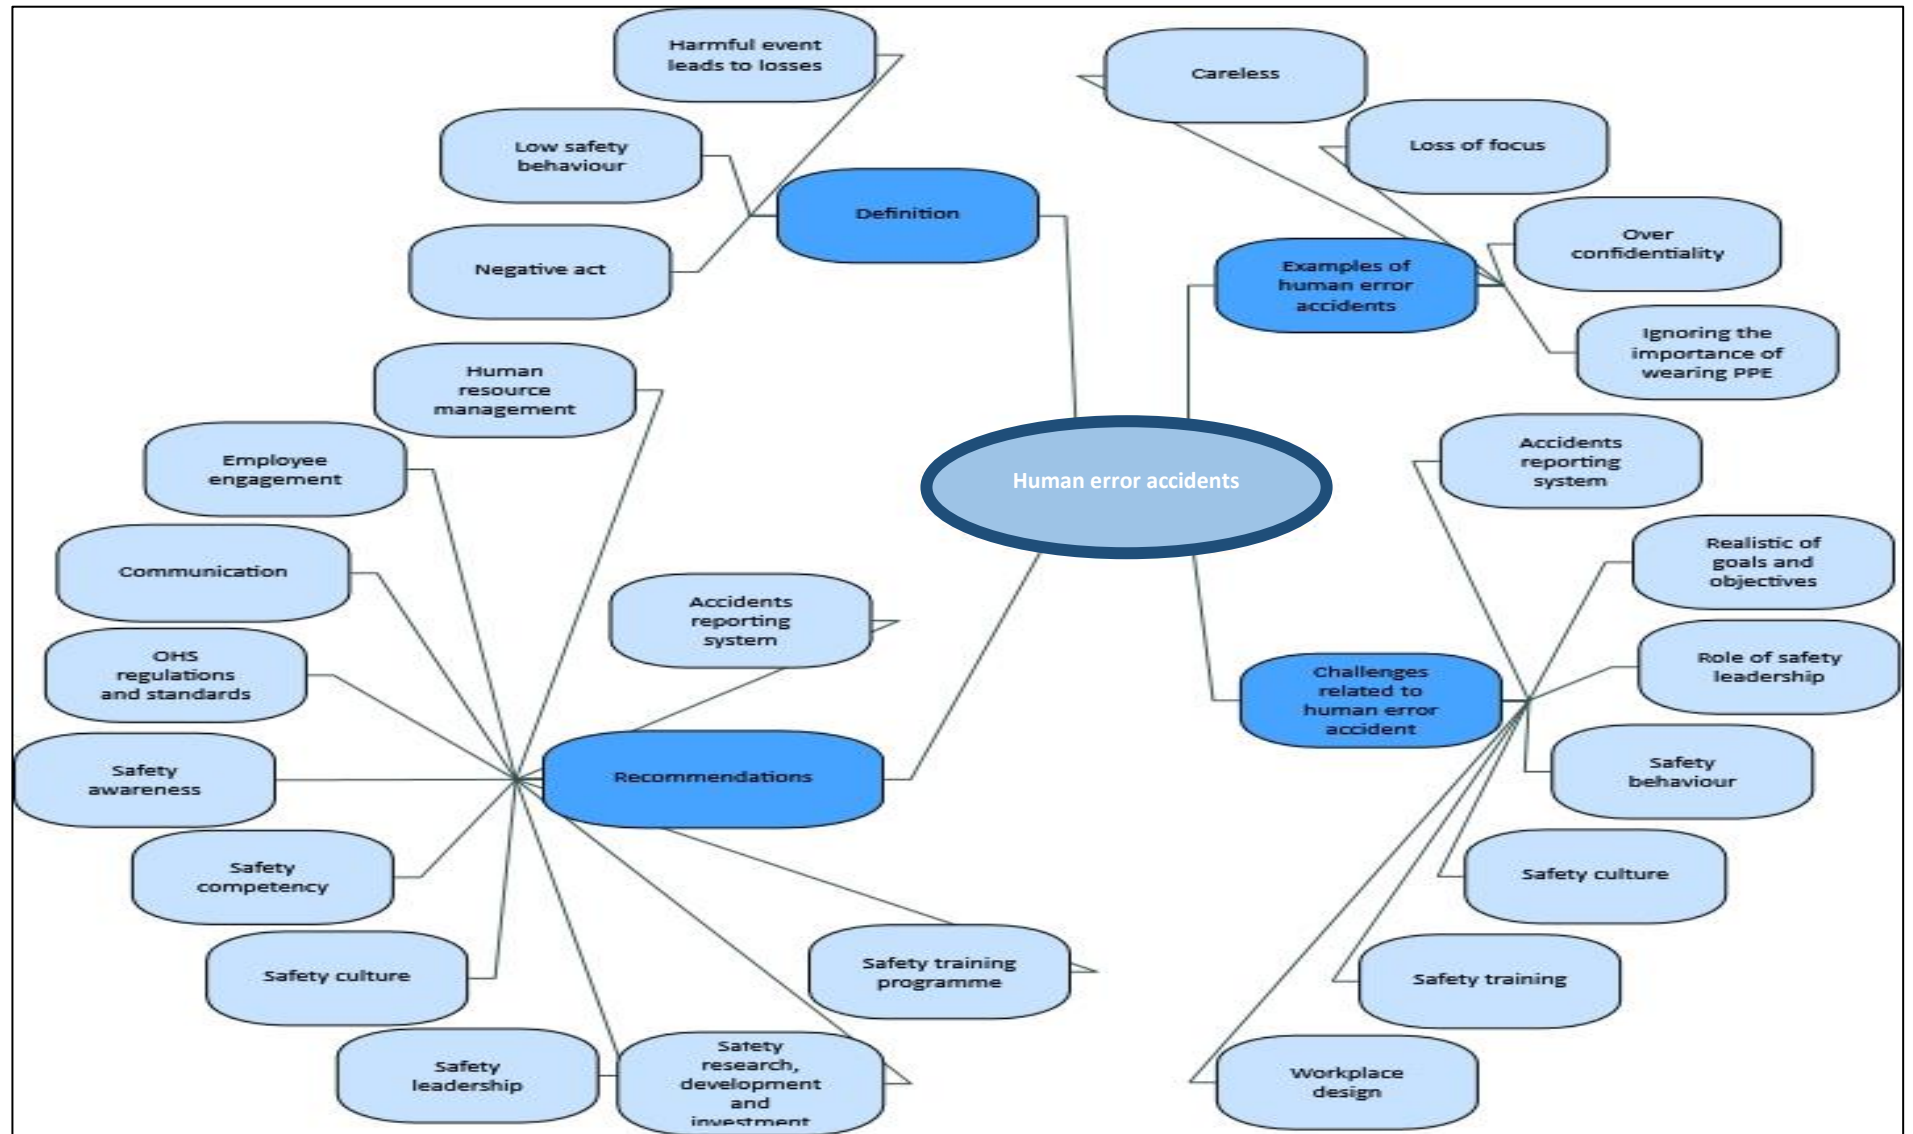 Harmful event
leads to losses
Low safety
behaviour
Definition
Negative act
Careless
Loss of focus
Over
confidentiality
Examples of
human error
accidents
Ignoring the
importance of
wearing PPE
Human error accidents
Human
resource
management
Employee
engagement
Communication
OHS
regulations
and standards
Safety
awareness
Safety
competency
Safety culture
Safety
leadership
Safety
research,
development
and
investment
Safety training
programme
Accidents
reporting
system
Recommendations
Accidents
reporting
system
Realistic of
goals and
objectives
Role of safety
leadership
Challenges
related to
human error
accident
Safety
behaviour
Safety culture
Safety training
Workplace
design